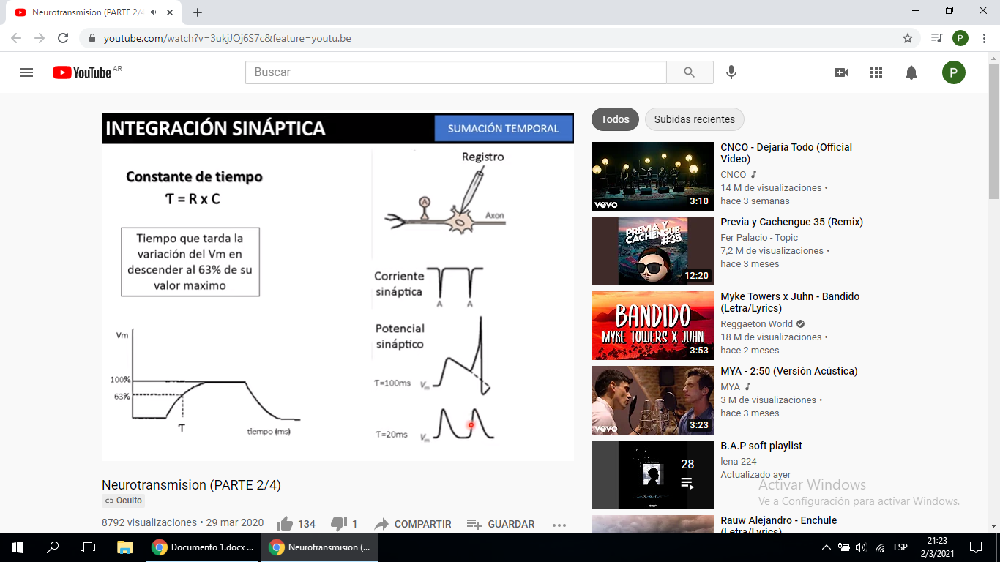 Neurotransmision (PARTE 2/4
youtube.com/watch?v=3ukjJOj6S7c&feature=youtu.be
P
YouTube AR
Buscar
P
INTEGRACIÓN SINÁPTICA
SUMACIÓN TEMPORAL
Constante de tiempo
Ƭ = R x C
Tiempo que tarda la
variación del Vm en
descender al 63% de su
valor maximo
Vm
100%
63%
Ƭ
tiempo (ms)
Registro
A
Axon
Corriente
sináptica
A A
Potencial
sináptico
Ƭ=100ms Vm
Ƭ=20ms Vm
Neurotransmision (PARTE 2/4)
Oculto
8792 visualizaciones • 29 mar 2020
134
1
COMPARTIR
GUARDAR
Todos
Subidas recientes
vevo
3:10
CNCO - Dejaría Todo (Official
Video)
CNCO
14 M de visualizaciones •
hace 3 semanas
PREVIA Y
CACHENGUE
#35
12:20
Previa y Cachengue 35 (Remix)
Fer Palacio - Topic
7,2 M de visualizaciones •
hace 3 meses
BANDIDO
MYKE TOWERS X JUHN
3:53
Myke Towers x Juhn - Bandido
(Letra/Lyrics)
Reggaeton World
18 M de visualizaciones •
hace 2 meses
vevo
3:23
MYA - 2:50 (Versión Acústica)
MYA
3 M de visualizaciones •
hace 3 meses
B.A.P
28
B.A.P soft playlist
lena 224
Actualizado ayer
Rauw Alejandro - Enchule
(Letra/Lyrics)
Activar Windows
Ve a Configuración para activar Windows.
Documento 1.docx ...
Neurotransmision (...
ESP
21:23
2/3/2021